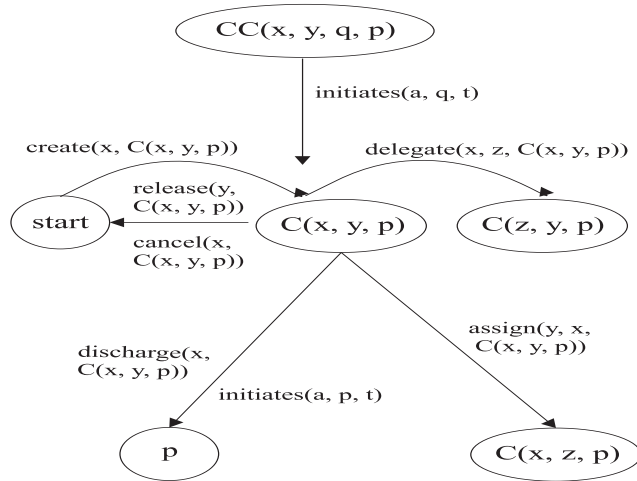 CC(x, y, q, p)
initiates(a, q, t)
create(x, C(x, y, p))
delegate(x, z, C(x, y, p))
release(y,
C(x, y, p))
start
C(x, y, p)
C(z, y, p)
cancel(x,
C(x, y, p))
assign(y, x,
C(x, y, p))
discharge(x,
C(x, y, p))
initiates(a, p, t)
p
C(x, z, p)